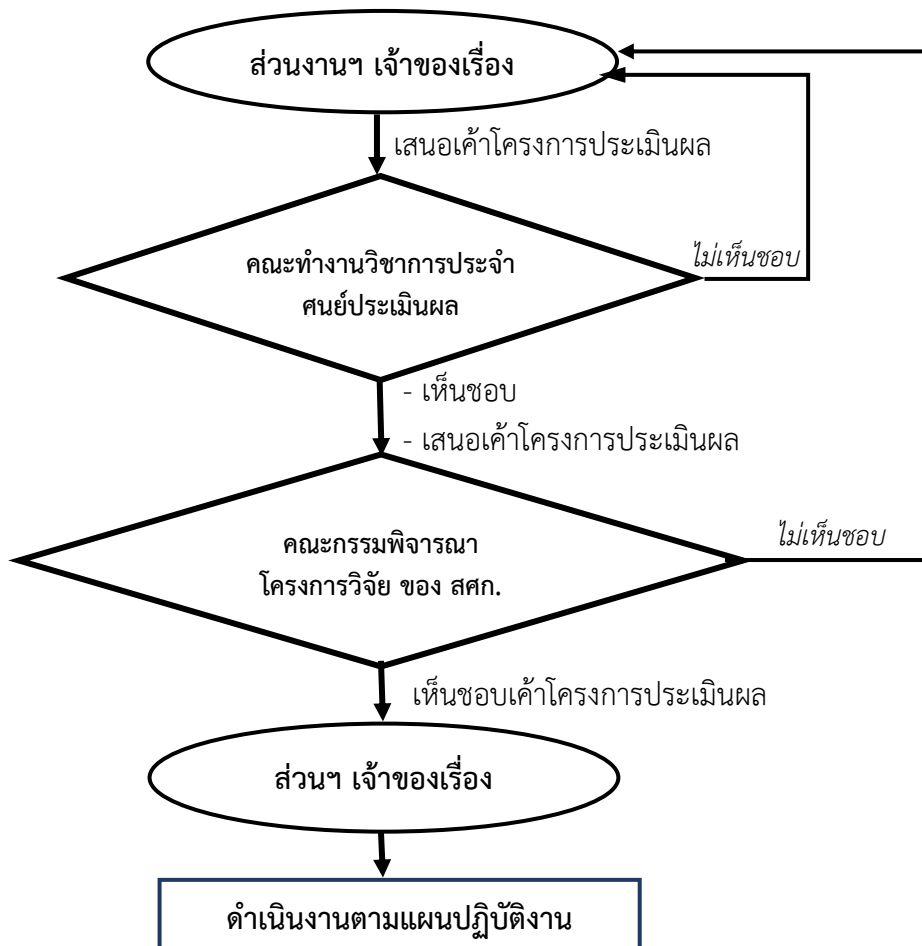 ส่วนงานฯ เจ้าของเรื่อง
เสนอเค้าโครงการประเมินผล
คณะทำงานวิชาการประจำ
ศนย์ประเมินผล
ไม่เห็นชอบ
- เห็นชอบ
- เสนอเค้าโครงการประเมินผล
คณะกรรมพิจารณา
โครงการวิจัย ของ สศก.
ไม่เห็นชอบ
เห็นชอบเค้าโครงการประเมินผล
ส่วนฯ เจ้าของเรื่อง
ดำเนินงานตามแผนปฏิบัติงาน